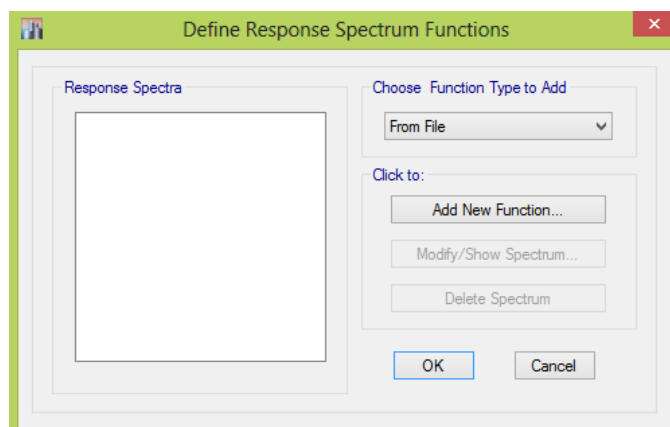 Define Response Spectrum Functions
Response Spectra
Choose Function Type to Add
From File
Click to:
Add New Function...
Modify/Show Spectrum...
Delete Spectrum
OK
Cancel